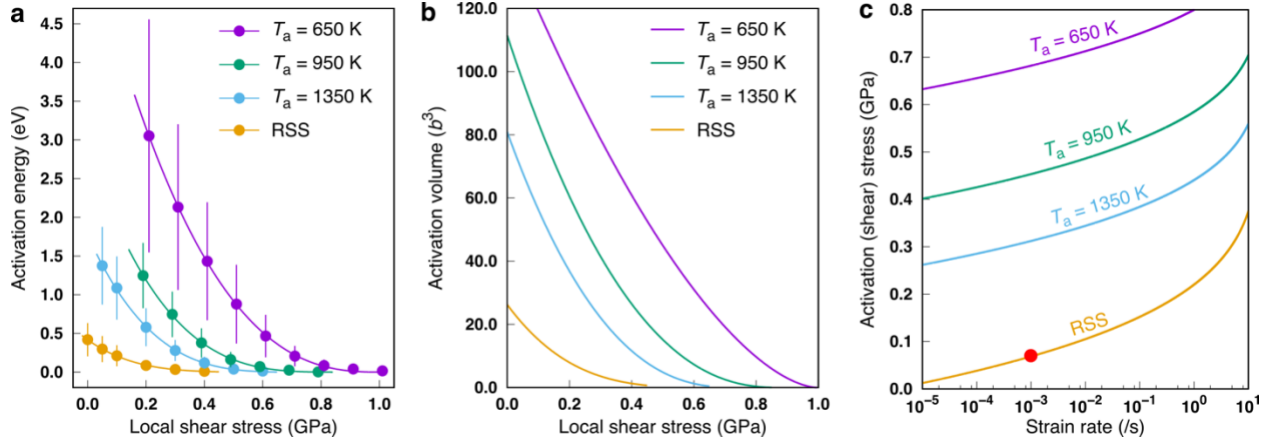 a
4.5
4.0
3.5
3.0
2.5
2.0
1.5
1.0
0.5
0.0
Activation energy (eV)
Tₐ = 650 K
Tₐ = 950 K
Tₐ = 1350 K
RSS
0.0 0.2 0.4 0.6 0.8 1.0
Local shear stress (GPa)
b
120.0
100.0
80.0
60.0
40.0
20.0
0.0
Activation volume (b³)
Tₐ = 650 K
Tₐ = 950 K
Tₐ = 1350 K
RSS
0.0 0.2 0.4 0.6 0.8 1.0
Local shear stress (GPa)
c
0.8
0.7
0.6
0.5
0.4
0.3
0.2
0.1
0.0
Activation (shear) stress (GPa)
Tₐ = 650 K
Tₐ = 950 K
Tₐ = 1350 K
RSS
10⁻⁵ 10⁻⁴ 10⁻³ 10⁻² 10⁻¹ 10⁰ 10¹
Strain rate (/s)